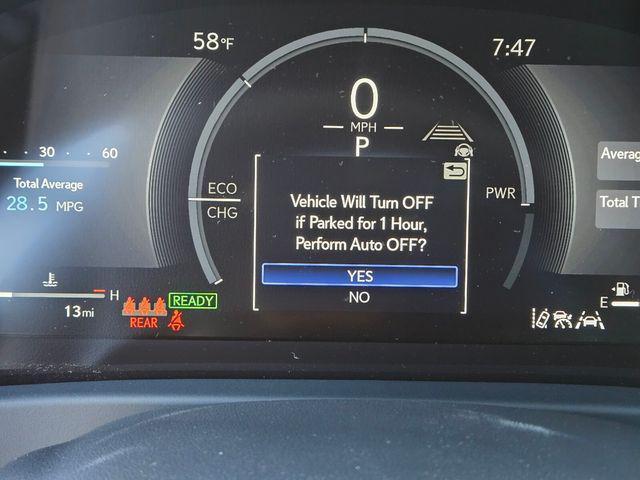 58°F
7:47
0
MPH
P
30 60
Total Average
28.5 MPG
ECO
CHG
PWR
Vehicle Will Turn OFF
if Parked for 1 Hour,
Perform Auto OFF?
YES
NO
Average
Total T
H
READY
13mi
REAR
E